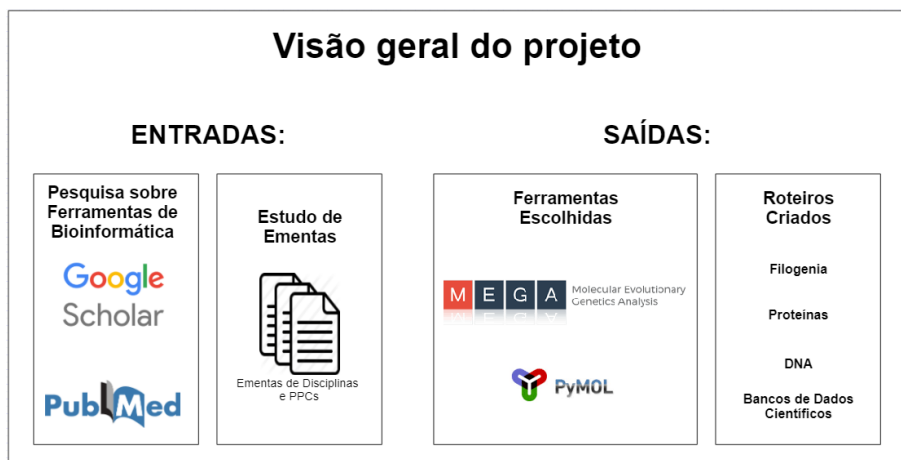 Visão geral do projeto
ENTRADAS:
SAÍDAS:
Pesquisa sobre
Ferramentas de
Bioinformática
Google
Scholar
PubMed
Estudo de
Ementas
Ementas de Disciplinas
e PPCs
Ferramentas
Escolhidas
MEGA Molecular Evolutionary
Genetics Analysis
PyMOL
Roteiros
Criados
Filogenia
Proteinas
DNA
Bancos de Dados
Científicos